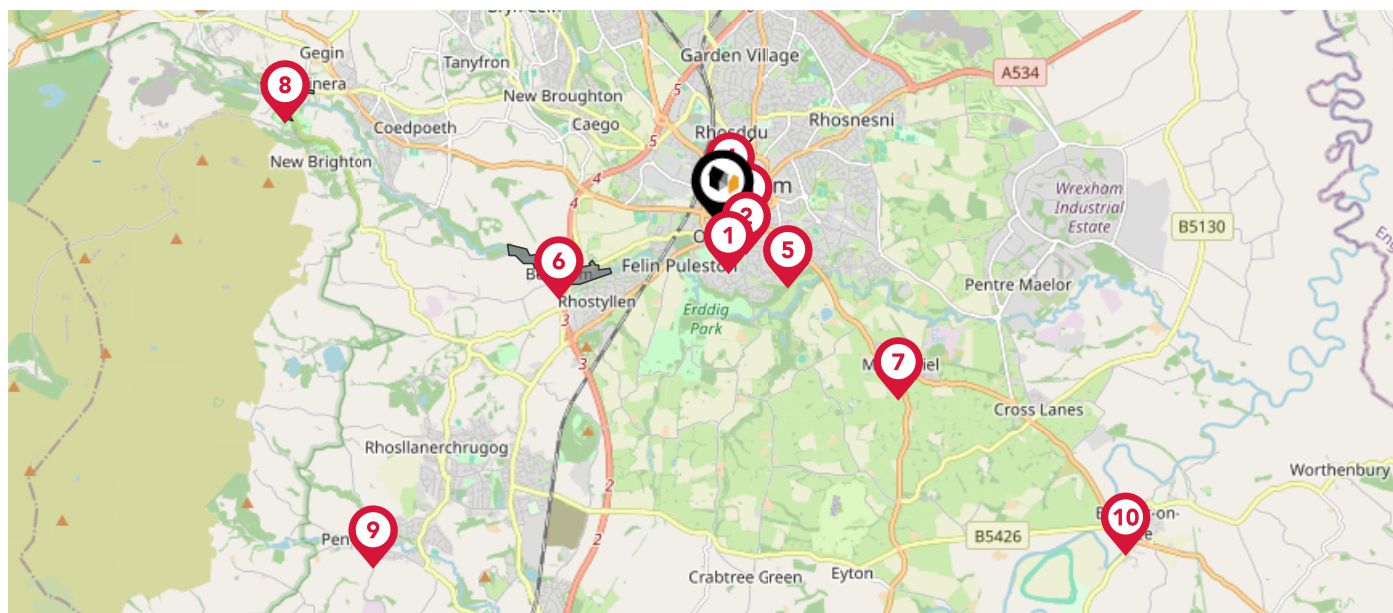 Gegin
Garden Village
Tanyfron
A534
8
5
New Broughton
Coedpoeth
Caego
Rhosnesni
5
Rhosddu
New Brighton
4
4
Wrexham
Industrial
Estate
B5130
2
1
5
6
Felin Puleston
Pentre Maelor
Rhostyllen
Erddig
Park
3
3
7
Cross Lanes
Rhosllanerchrugog
Worthenbury
2
10
9
B5426
2
Crabtree Green
Eyton